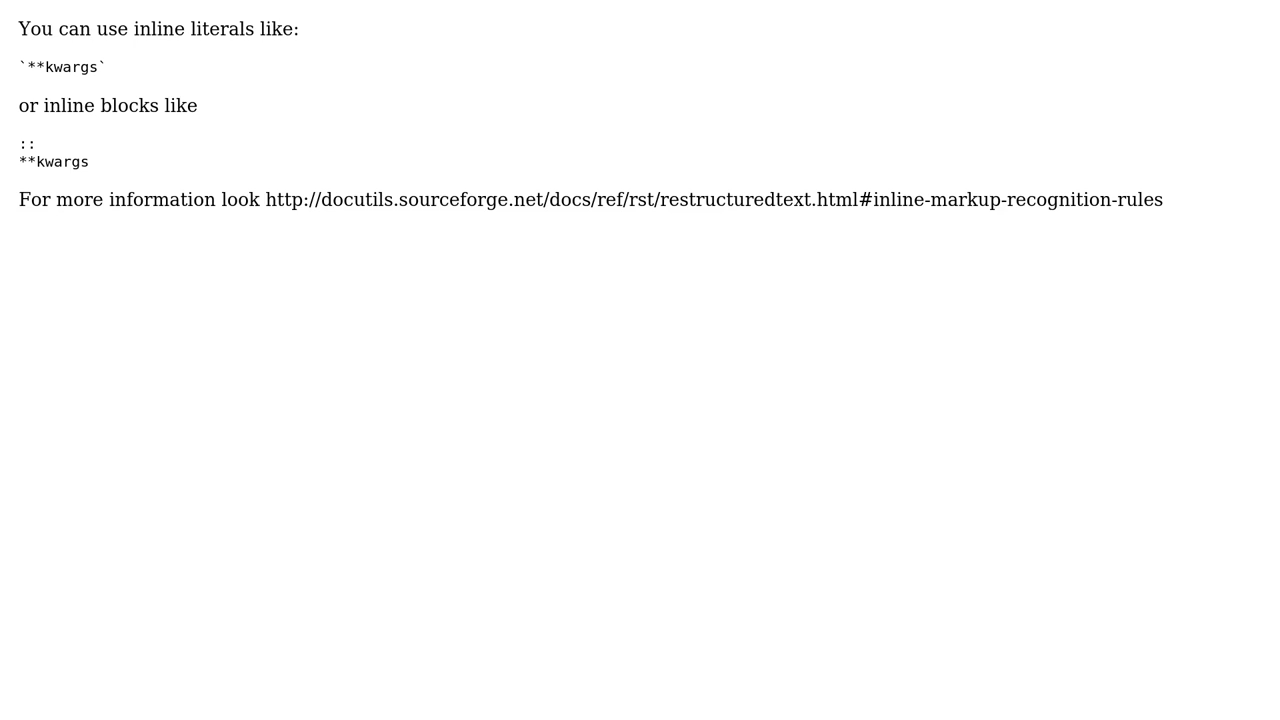 You can use inline literals like:
`**kwargs`
or inline blocks like
::
**kwargs
For more information look http://docutils.sourceforge.net/docs/ref/rst/restructuredtext.html#inline-markup-recognition-rules